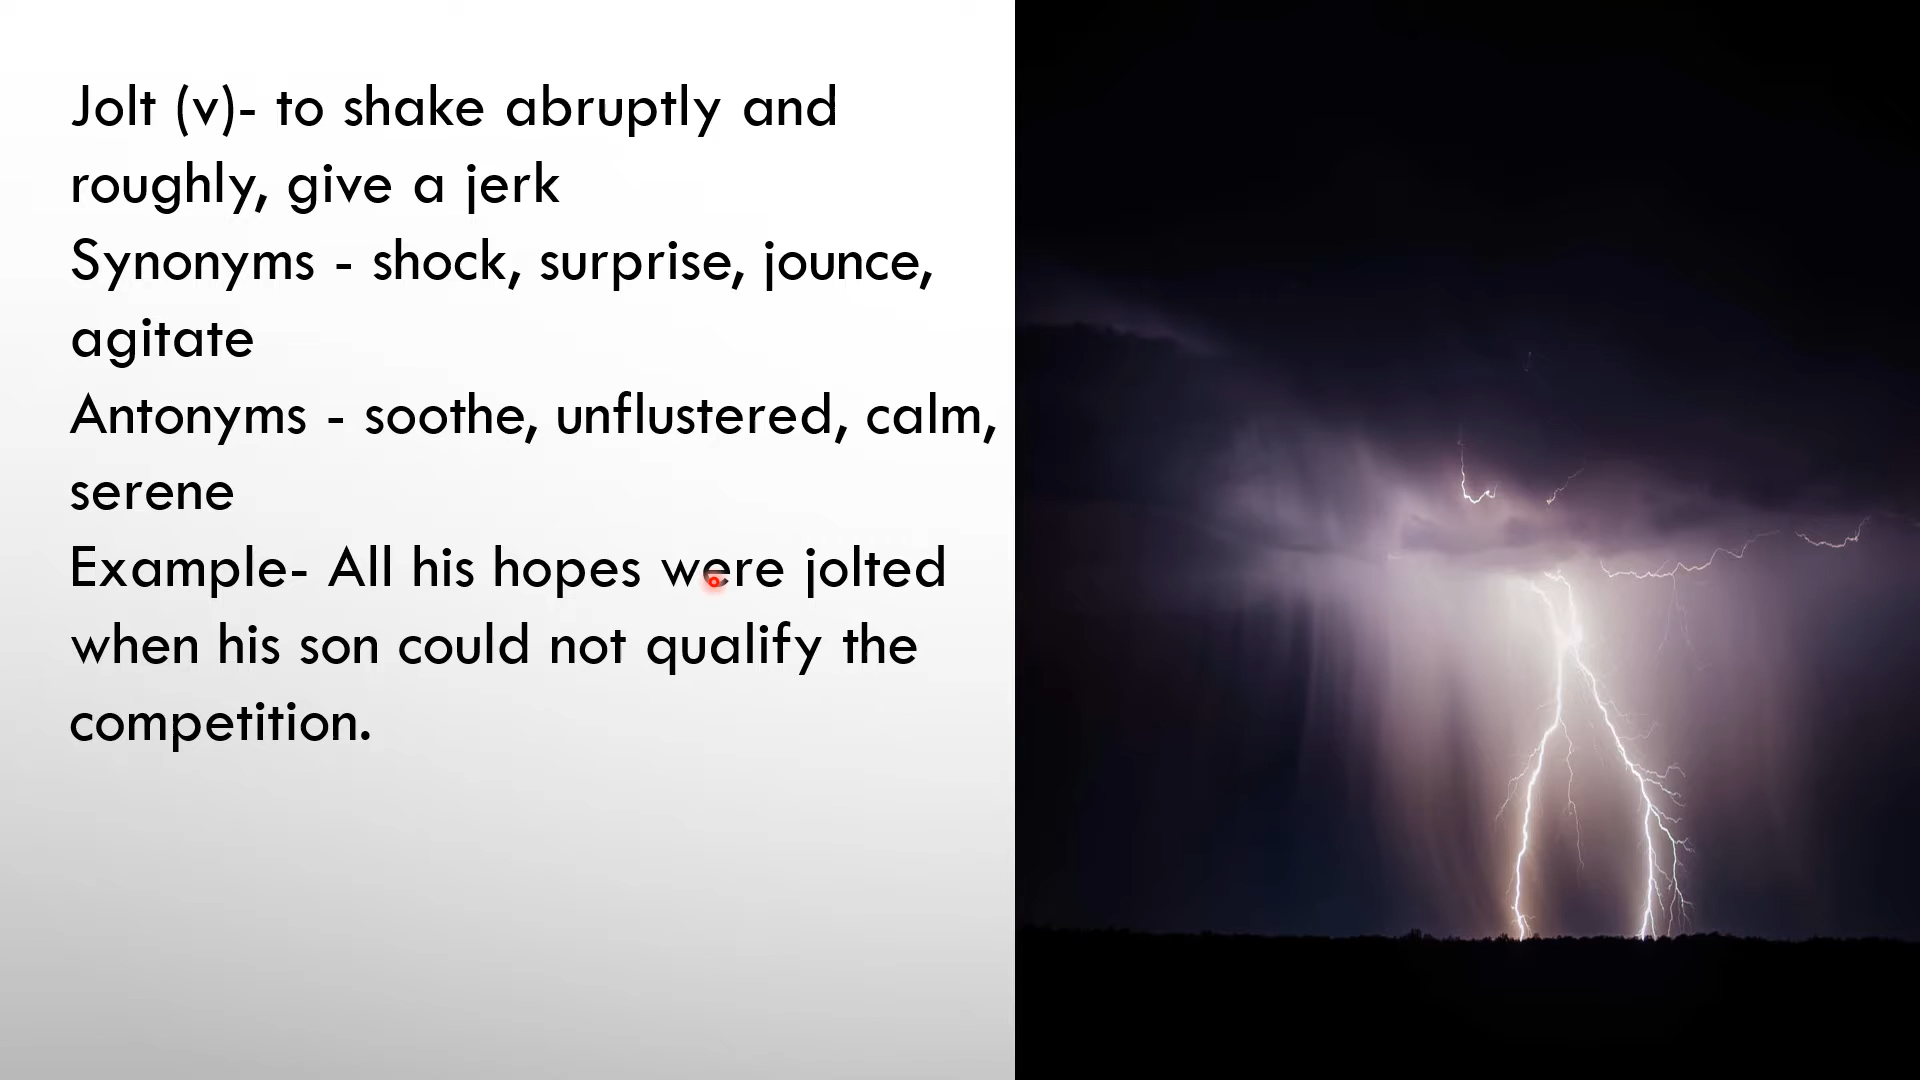 Jolt (v)- to shake abruptly and
roughly, give a jerk
Synonyms - shock, surprise, jounce,
agitate
Antonyms - soothe, unflustered, calm,
serene
Example- All his hopes were jolted
when his son could not qualify the
competition.